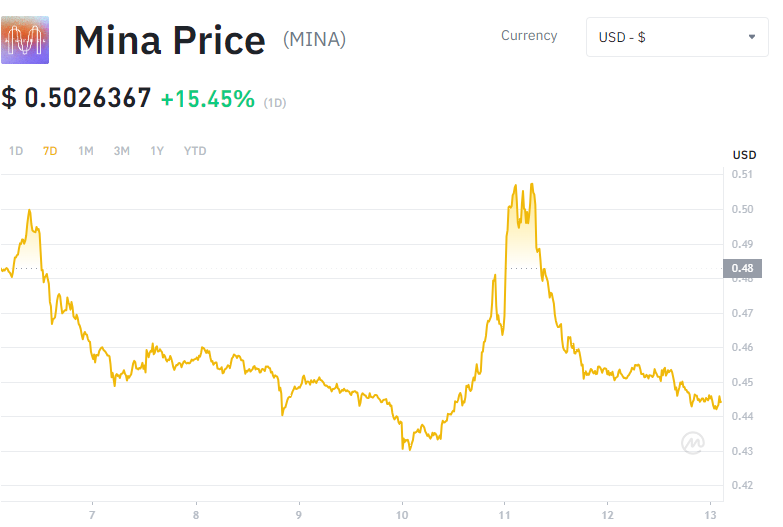 Mina Price (MINA)
Currency
USD - $
$ 0.5026367 +15.45% (1D)
1D 7D 1M 3M 1Y YTD
USD
0.51
0.50
0.49
0.48
0.48
0.47
0.46
0.45
0.44
0.43
0.42
7 8 9 10 11 12 13